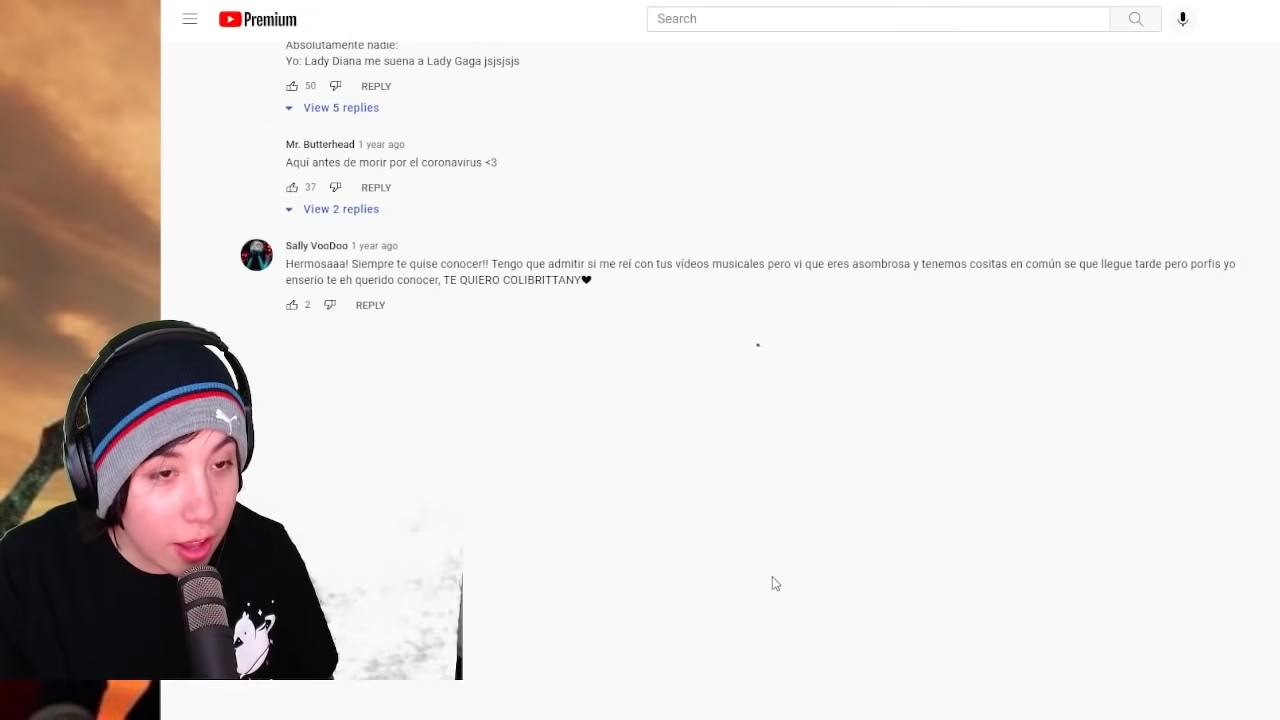 Premium
Search
Absolutamente nadie:
Yo: Lady Diana me suena a Lady Gaga jsjsjsjs
50 REPLY
View 5 replies
Mr. Butterhead 1 year ago
Aquí antes de morir por el coronavirus <3
37 REPLY
View 2 replies
Sally VooDoo 1 year ago
Hermosaaa! Siempre te quise conocer!! Tengo que admitir si me reí con tus vídeos musicales pero vi que eres asombrosa y tenemos cositas en común se que llegue tarde pero porfis yo
enserio te eh querido conocer, TE QUIERO COLIBRITTANY🖤
2 REPLY